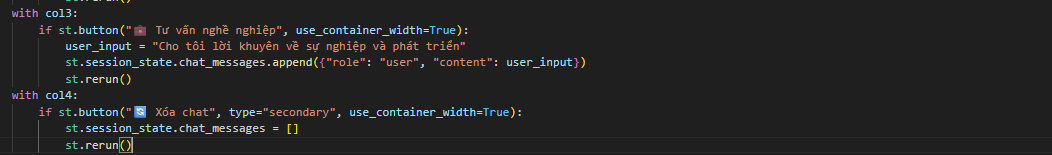 st.rerun()
with col3:
    if st.button("💼 Tư vấn nghề nghiệp", use_container_width=True):
        user_input = "Cho tôi lời khuyên về sự nghiệp và phát triển"
        st.session_state.chat_messages.append({"role": "user", "content": user_input})
        st.rerun()
with col4:
    if st.button("🔄 Xóa chat", type="secondary", use_container_width=True):
        st.session_state.chat_messages = []
        st.rerun()